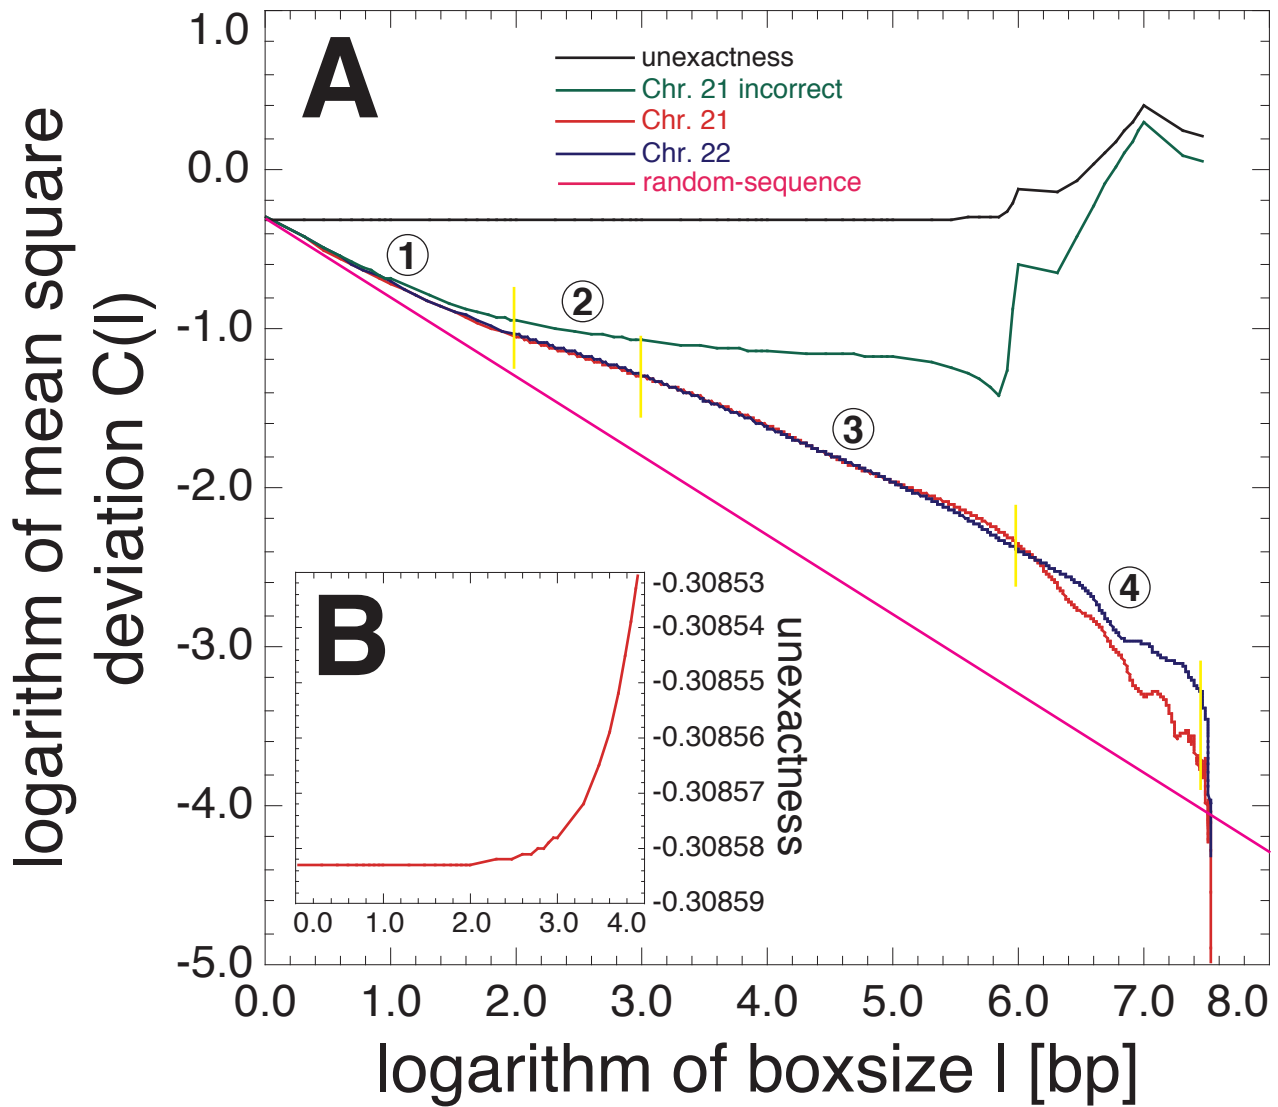 A
unexactness
Chr. 21 incorrect
Chr. 21
Chr. 22
random-sequence
1.0
0.0
-1.0
-2.0
-3.0
-4.0
-5.0
logarithm of mean square
deviation C(l)
1
2
3
4
B
-0.30853
-0.30854
-0.30855
-0.30856
-0.30857
-0.30858
-0.30859
unexactness
0.0 1.0 2.0 3.0 4.0
0.0 1.0 2.0 3.0 4.0 5.0 6.0 7.0 8.0
logarithm of boxsize l [bp]